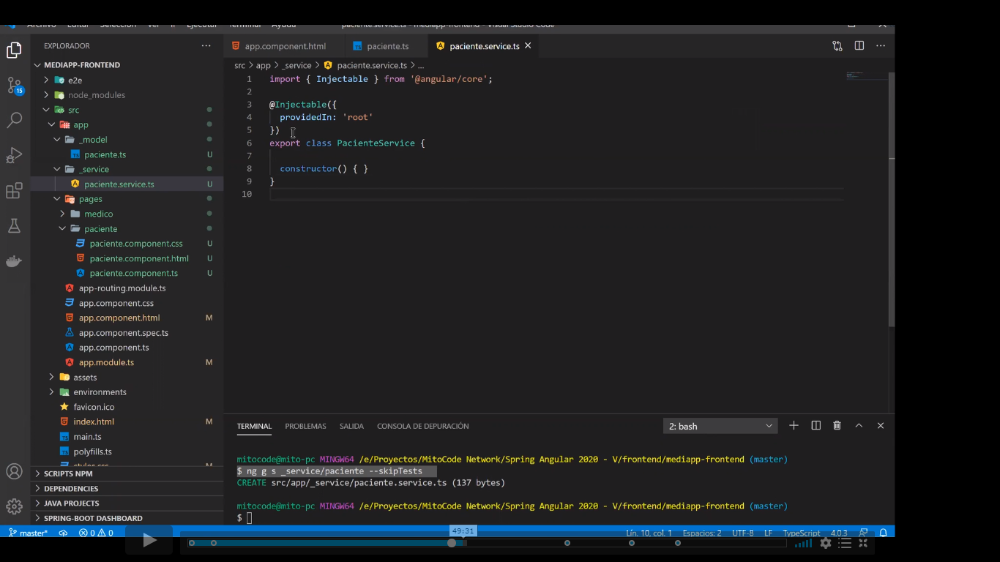 Archivo Editar Selección Ver Ir Ejecutar Terminal Ayuda
paciente.service.ts - mediapp-frontend - Visual Studio Code
EXPLORADOR
MEDIAPP-FRONTEND
e2e
node_modules
src
app
_model
paciente.ts U
_service
paciente.service.ts U
pages
medico
paciente
paciente.component.css U
paciente.component.html U
paciente.component.ts U
app-routing.module.ts
app.component.css
app.component.html M
app.component.spec.ts
app.component.ts
app.module.ts M
assets
environments
favicon.ico
index.html M
main.ts
polyfills.ts
styles.css M
SCRIPTS NPM
DEPENDENCIES
JAVA PROJECTS
SPRING-BOOT DASHBOARD
15
app.component.html
paciente.ts
paciente.service.ts
src > app > _service > paciente.service.ts > ...
1 import { Injectable } from '@angular/core';
2
3 @Injectable({
4 providedIn: 'root'
5 })
6 export class PacienteService {
7
8 constructor() { }
9 }
10
TERMINAL PROBLEMAS SALIDA CONSOLA DE DEPURACIÓN
2: bash
mitocode@mito-pc MINGW64 /e/Proyectos/MitoCode Network/Spring Angular 2020 - V/frontend/mediapp-frontend (master)
$ ng g s _service/paciente --skipTests
CREATE src/app/_service/paciente.service.ts (137 bytes)
mitocode@mito-pc MINGW64 /e/Proyectos/MitoCode Network/Spring Angular 2020 - V/frontend/mediapp-frontend (master)
$
master* 0 0 Lín. 10, col. 1 Espacios: 2 UTF-8 LF TypeScript 4.0.3
49:31